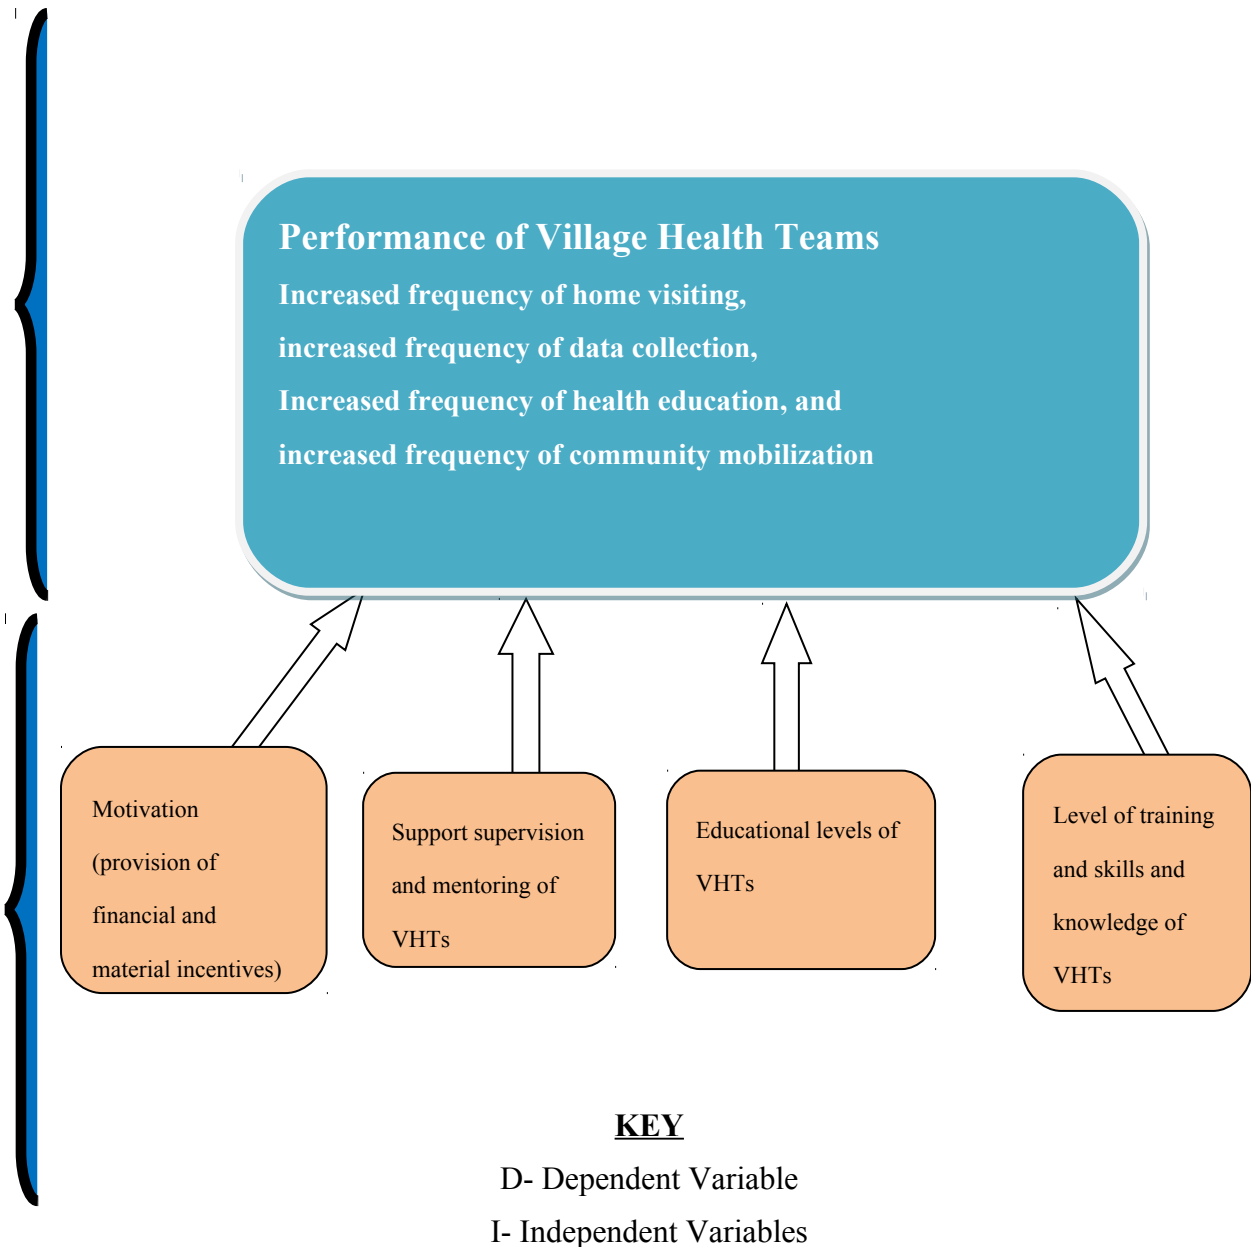 Performance of Village Health Teams
Increased frequency of home visiting,
increased frequency of data collection,
Increased frequency of health education, and
increased frequency of community mobilization
Motivation
(provision of
financial and
material incentives)
Support supervision
and mentoring of
VHTs
Educational levels of
VHTs
Level of training
and skills and
knowledge of
VHTs
KEY
D- Dependent Variable
I- Independent Variables